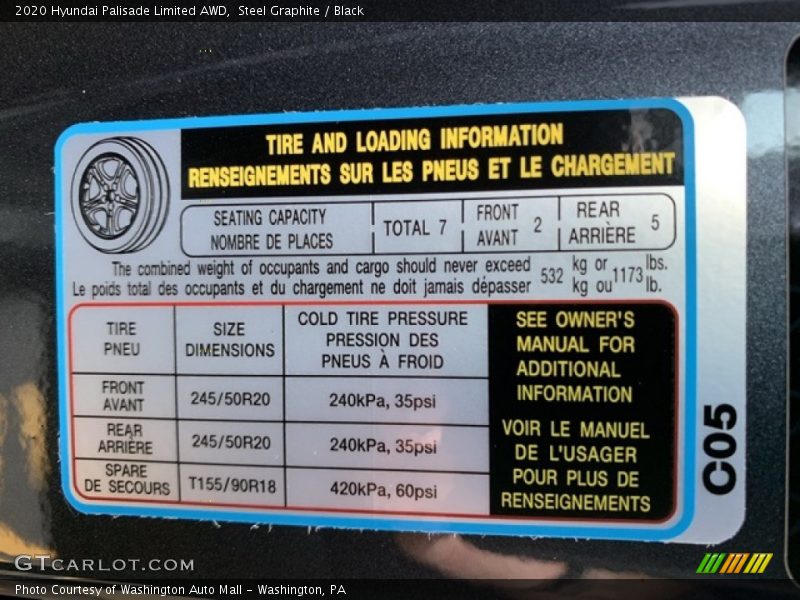 2020 Hyundai Palisade Limited AWD,  Steel Graphite / Black
TIRE AND LOADING INFORMATION
RENSEIGNEMENTS SUR LES PNEUS ET LE CHARGEMENT
SEATING CAPACITY
NOMBRE DE PLACES
TOTAL 7
FRONT
AVANT
2
REAR
ARRIÈRE
5
The combined weight of occupants and cargo should never exceed
Le poids total des occupants et du chargement ne doit jamais dépasser
532
kg or
kg ou
1173
lbs.
lb.
TIRE
PNEU
SIZE
DIMENSIONS
COLD TIRE PRESSURE
PRESSION DES
PNEUS À FROID
FRONT
AVANT
245/50R20
240kPa, 35psi
REAR
ARRIÈRE
245/50R20
240kPa, 35psi
SPARE
DE SECOURS
T155/90R18
420kPa, 60psi
SEE OWNER'S
MANUAL FOR
ADDITIONAL
INFORMATION
VOIR LE MANUEL
DE L'USAGER
POUR PLUS DE
RENSEIGNEMENTS
C05
GTCARLOT.COM
Photo Courtesy of Washington Auto Mall - Washington, PA